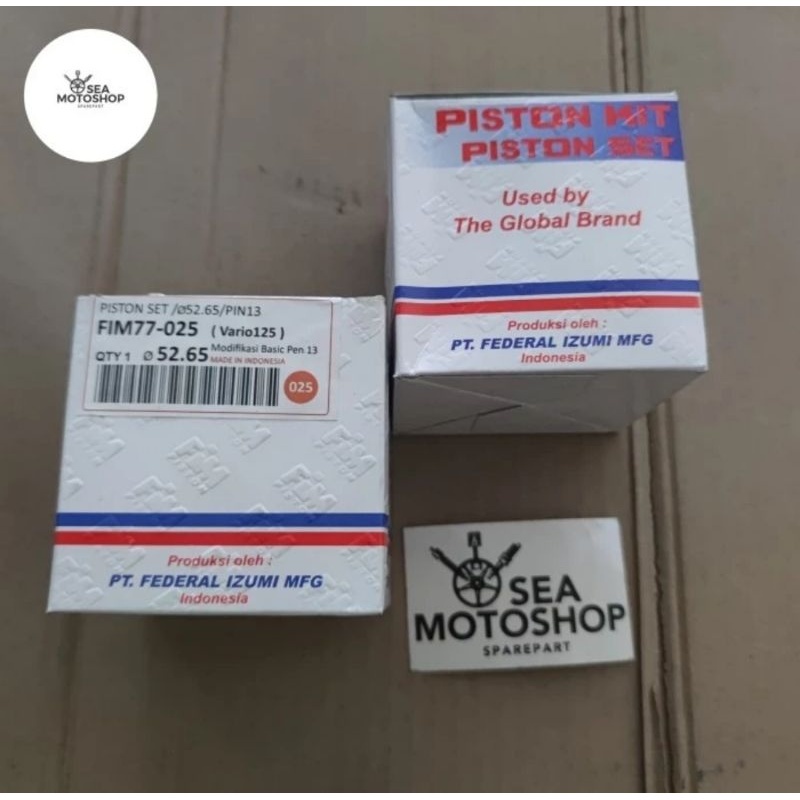 SEA
MOTOSHOP
SPAREPART
PISTON KIT
PISTON SET
Used by
The Global Brand
Produksi oleh :
PT. FEDERAL IZUMI MFG
Indonesia
PISTON SET /Ø52.65/PIN13
FIM77-025 ( Vario125 )
QTY 1 Ø 52.65 Modifikasi Basic Pen 13
MADE IN INDONESIA
025
FIM
Produksi oleh :
PT. FEDERAL IZUMI MFG
Indonesia
SEA
MOTOSHOP
SPAREPART